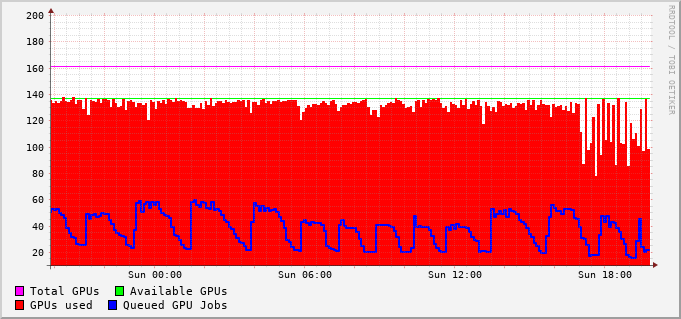 RRDTOOL / TOBI OETIKER
200
180
160
140
120
100
80
60
40
20
Sun 00:00 Sun 06:00 Sun 12:00 Sun 18:00
Total GPUs Available GPUs
GPUs used Queued GPU Jobs